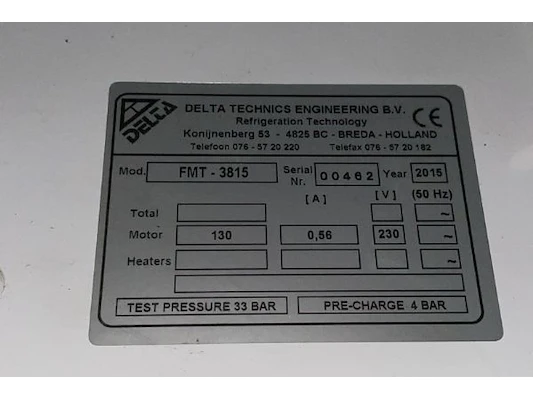 DELTA
DELTA TECHNICS ENGINEERING B.V.
Refrigeration Technology
Konijnenberg 53 - 4825 BC - BREDA - HOLLAND
Telefoon 076 - 57 20 220 Telefax 076 - 57 20 182
CE
Mod. FMT - 3815 Serial Nr. 00462 Year 2015
[A] [V] (50 Hz)
Total ~
Motor 130 0,56 230 ~
Heaters ~
TEST PRESSURE 33 BAR PRE-CHARGE 4 BAR